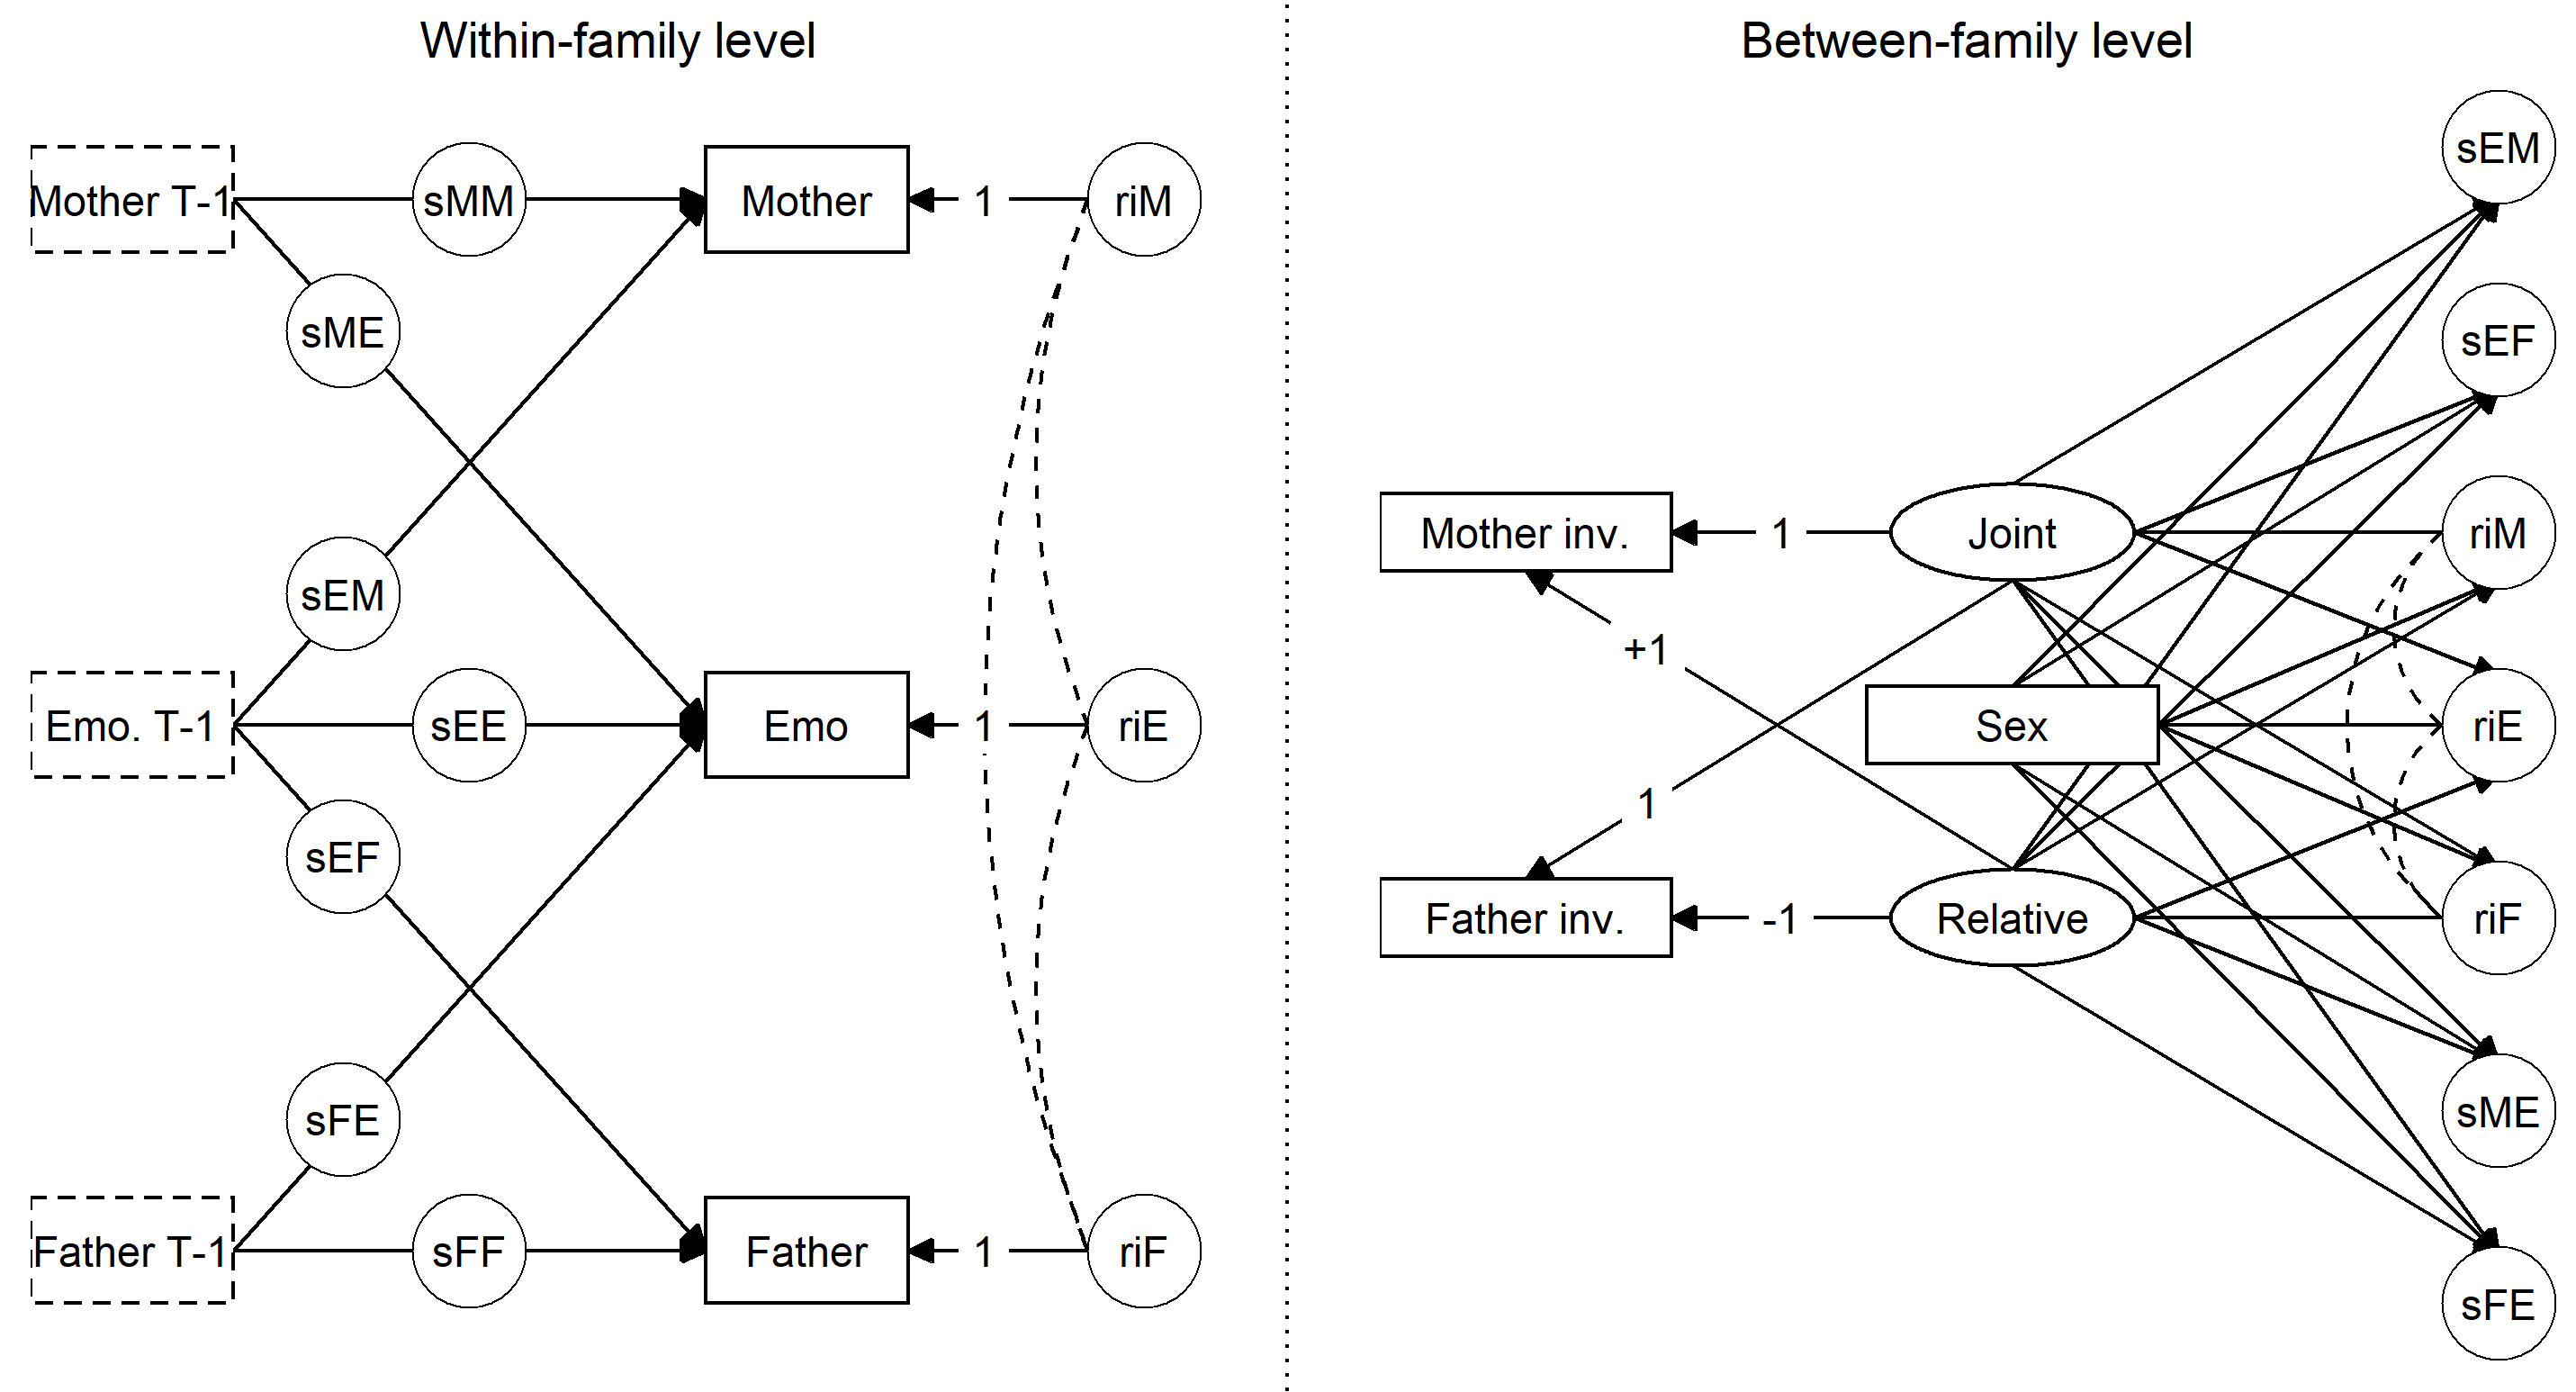 Within-family level
Mother T-1
sMM
Mother
1
riM
sME
sEM
Emo. T-1
sEE
Emo
1
riE
sEF
sFE
Father T-1
sFF
Father
1
riF
Between-family level
sEM
sEF
Mother inv.
1
Joint
riM
+1
Sex
riE
1
Father inv.
-1
Relative
riF
sME
sFE